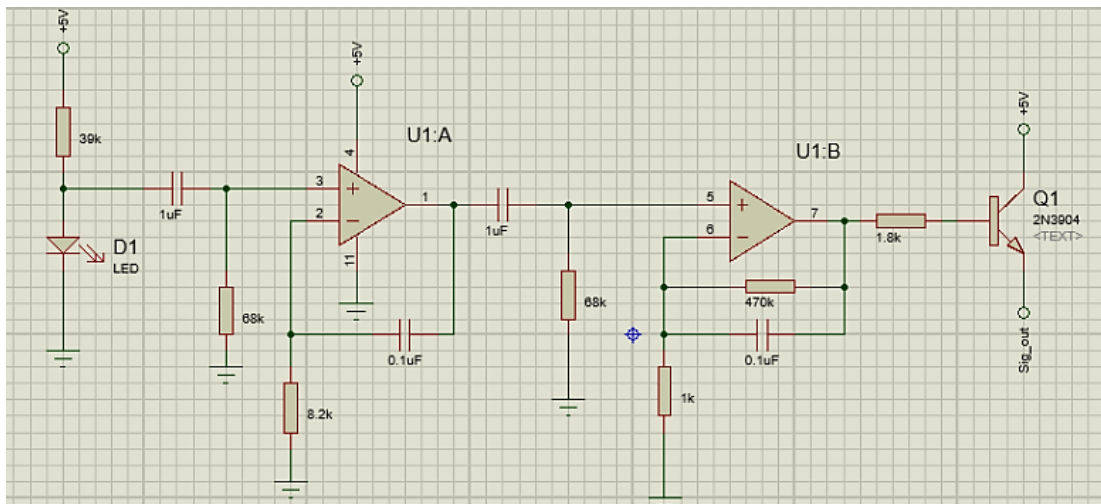 +5V
39k
D1
LED
1uF
68k
+5V
U1:A
4
3
2
1
11
8.2k
0.1uF
1uF
68k
U1:B
5
6
7
470k
0.1uF
1k
1.8k
+5V
Q1
2N3904
<TEXT>
Sig_out